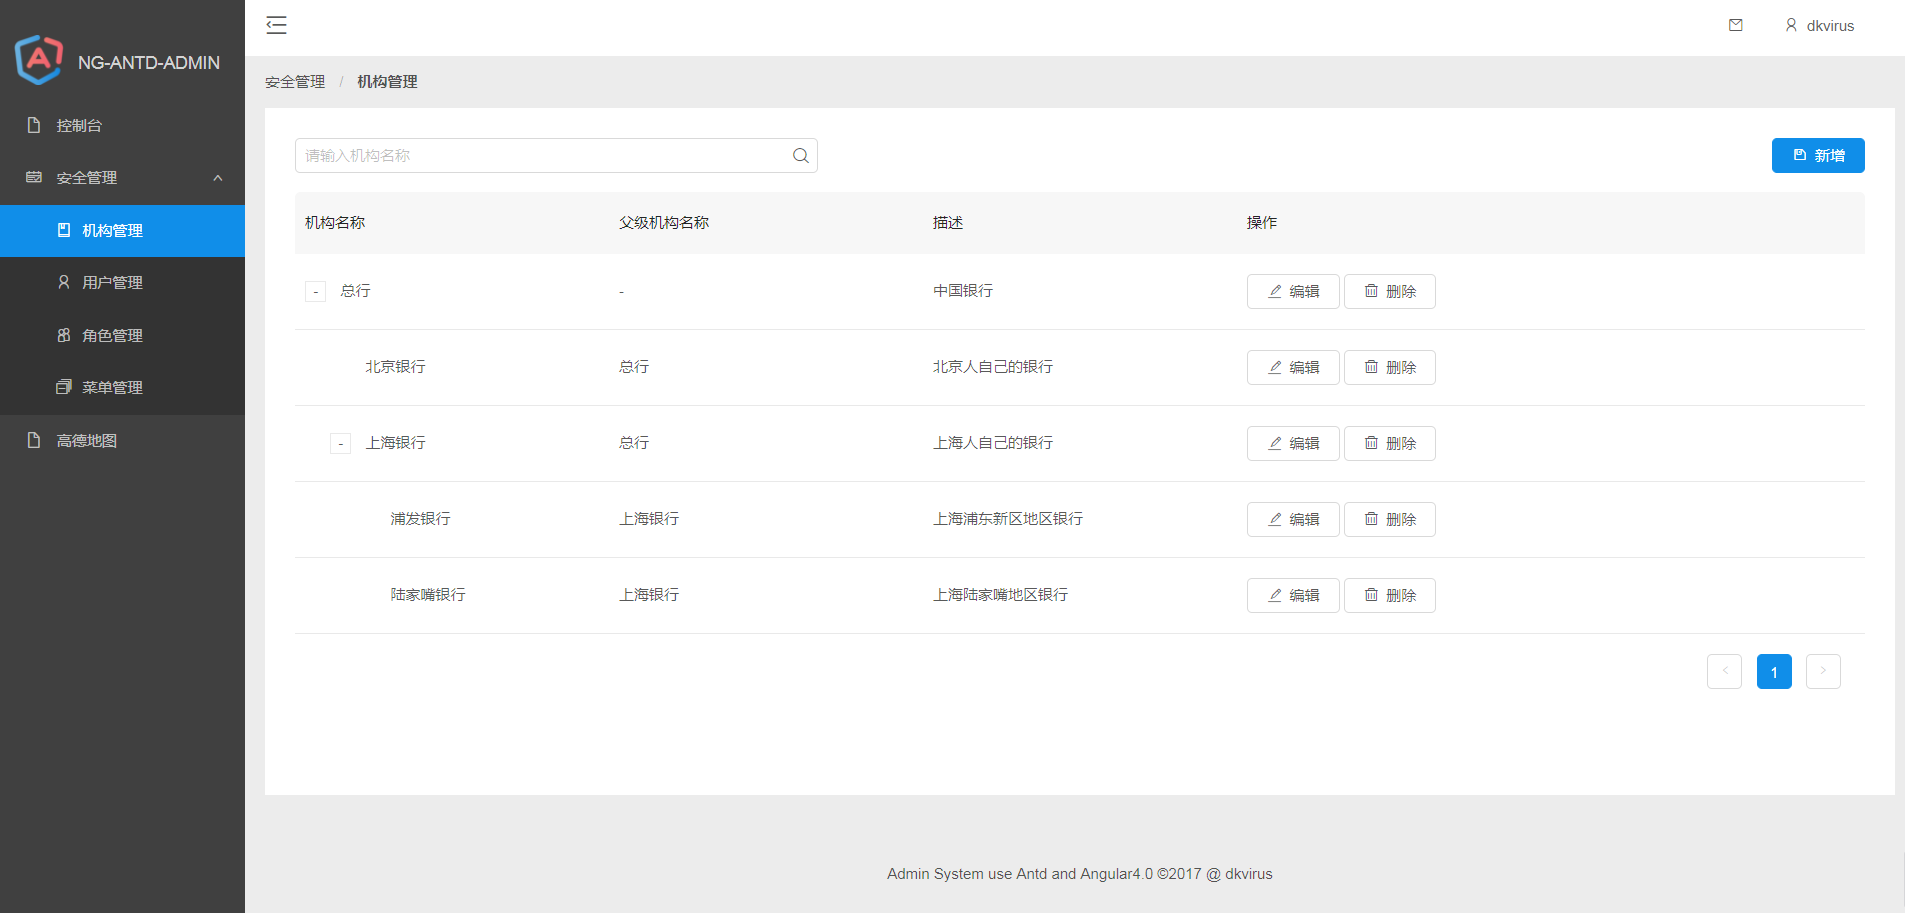 NG-ANTD-ADMIN
控制台
安全管理
机构管理
用户管理
角色管理
菜单管理
高德地图
dkvirus
安全管理 / 机构管理
请输入机构名称
新增
机构名称 父级机构名称 描述 操作
- 总行 - 中国银行 编辑 删除
北京银行 总行 北京人自己的银行 编辑 删除
- 上海银行 总行 上海人自己的银行 编辑 删除
浦发银行 上海银行 上海浦东新区地区银行 编辑 删除
陆家嘴银行 上海银行 上海陆家嘴地区银行 编辑 删除
< 1 >
Admin System use Antd and Angular4.0 ©2017 @ dkvirus